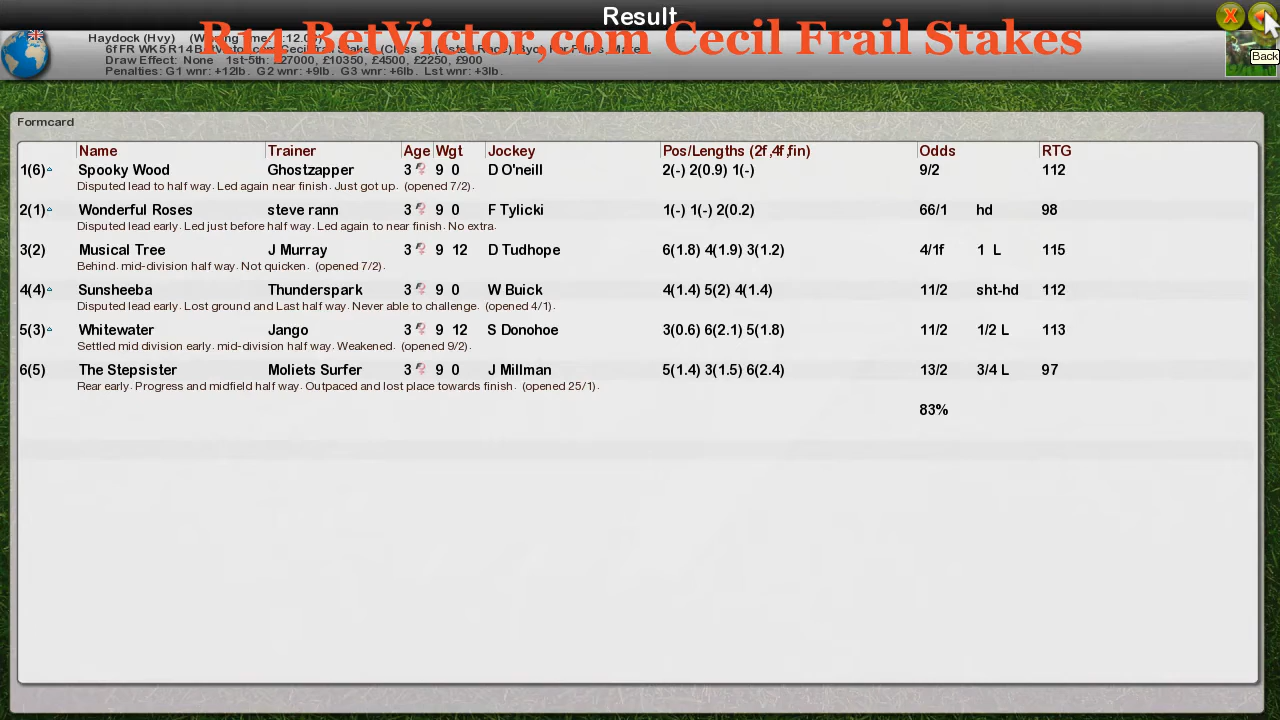 Result
R14 BetVictor.com Cecil Frail Stakes
Haydock (Hvy)
6f FR WK5 R14
Draw Effect: None 1st-5th: £27000, £10350, £4500, £2250, £900
Penalties: G1 wnr: +12lb. G2 wnr: +9lb. G3 wnr: +6lb. Lst wnr: +3lb.
Back
Formcard
Name Trainer Age Wgt Jockey Pos/Lengths (2f,4f,fin) Odds RTG
1(6) Spooky Wood Ghostzapper 3 9 0 D O'neill 2(-) 2(0.9) 1(-) 9/2 112
Disputed lead to half way. Led again near finish. Just got up. (opened 7/2).
2(1) Wonderful Roses steve rann 3 9 0 F Tylicki 1(-) 1(-) 2(0.2) 66/1 hd 98
Disputed lead early. Led just before half way. Led again to near finish. No extra.
3(2) Musical Tree J Murray 3 9 12 D Tudhope 6(1.8) 4(1.9) 3(1.2) 4/1f 1 L 115
Behind. mid-division half way. Not quicken. (opened 7/2).
4(4) Sunsheeba Thunderspark 3 9 0 W Buick 4(1.4) 5(2) 4(1.4) 11/2 sht-hd 112
Disputed lead early. Lost ground and Last half way. Never able to challenge. (opened 4/1).
5(3) Whitewater Jango 3 9 12 S Donohoe 3(0.6) 6(2.1) 5(1.8) 11/2 1/2 L 113
Settled mid division early. mid-division half way. Weakened. (opened 9/2).
6(5) The Stepsister Moliets Surfer 3 9 0 J Millman 5(1.4) 3(1.5) 6(2.4) 13/2 3/4 L 97
Rear early. Progress and midfield half way. Outpaced and lost place towards finish. (opened 25/1).
83%